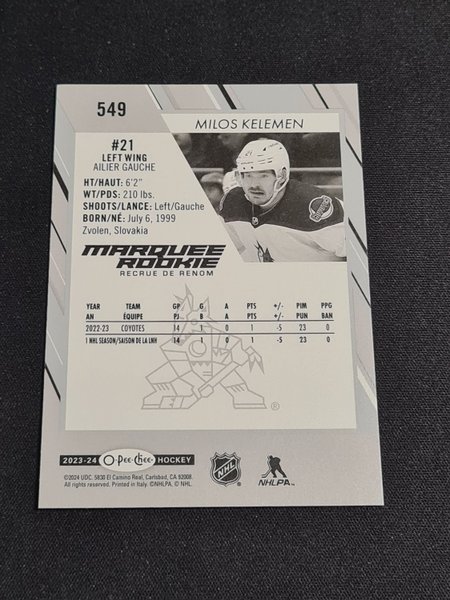 549
MILOS KELEMEN
#21
LEFT WING
AILIER GAUCHE
HT/HAUT: 6'2"
WT/PDS: 210 lbs.
SHOOTS/LANCE: Left/Gauche
BORN/NÉ: July 6, 1999
Zvolen, Slovakia
MARQUEE
ROOKIE
RECRUE DE RENOM
YEAR TEAM GP G A PTS +/- PIM PPG
AN ÉQUIPE PJ B A PTS +/- PUN BAN
2022-23 COYOTES 14 1 0 1 -5 23 0
1 NHL SEASON/SAISON DE LA LNH 14 1 0 1 -5 23 0
®
2023-24 O-Pee-Chee HOCKEY
©2024 UDC. 5830 El Camino Real, Carlsbad, CA 92008.
All rights reserved. Printed in Italy. ©NHLPA, © NHL.
NHL
NHLPA